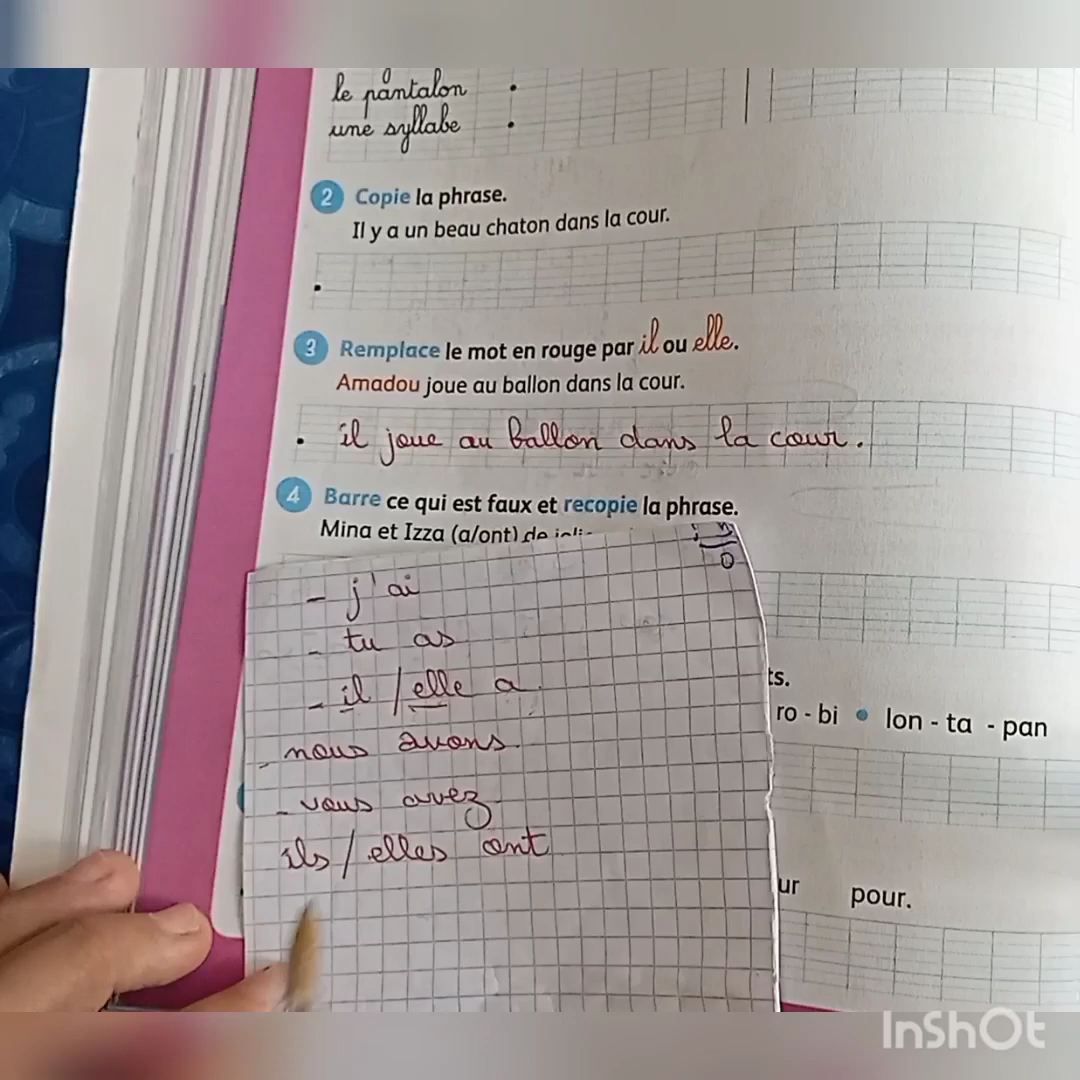 le pantalon
une syllabe
2 Copie la phrase.
Il y a un beau chaton dans la cour.
3 Remplace le mot en rouge par il ou elle.
Amadou joue au ballon dans la cour.
il joue au ballon dans la cour.
4 Barre ce qui est faux et recopie la phrase.
Mina et Izza (a/ont) de
- j'ai
- tu as
- il / elle a
- nous avons
- vous avez
ils / elles ont
ts.
ro - bi • lon - ta - pan
ur pour.
InShOt